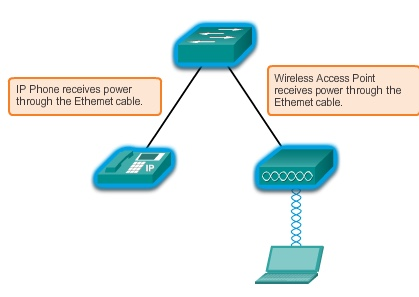 IP Phone receives power
through the Ethernet cable.
Wireless Access Point
receives power through the
Ethernet cable.
IP